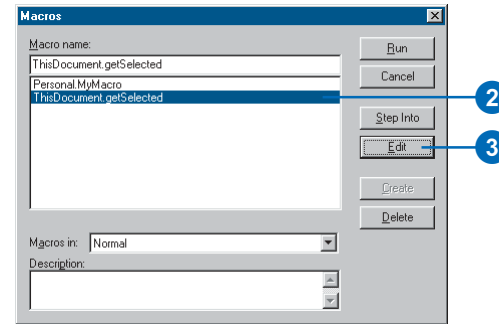 Macros
Macro name:
ThisDocument.getSelected
Personal.MyMacro
ThisDocument.getSelected
Run
Cancel
2
Step Into
Edit
3
Create
Delete
Macros in: Normal
Description: